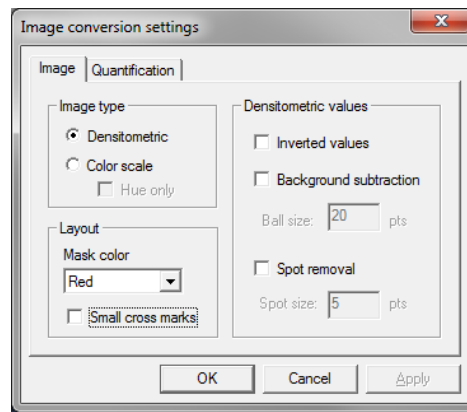 Image conversion settings
Image
Quantification
Image type
Densitometric
Color scale
Hue only
Layout
Mask color
Red
Small cross marks
Densitometric values
Inverted values
Background subtraction
Ball size: 20 pts
Spot removal
Spot size: 5 pts
OK
Cancel
Apply